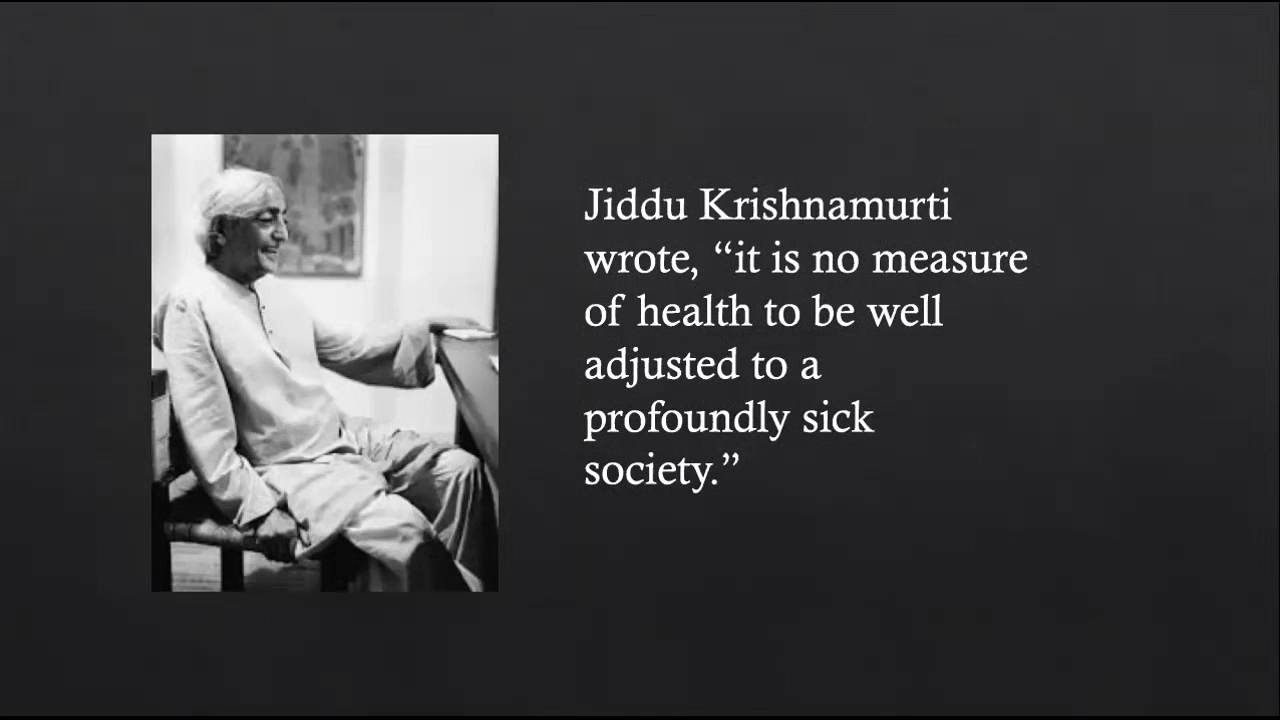 Jiddu Krishnamurti
wrote, “it is no measure
of health to be well
adjusted to a
profoundly sick
society.”